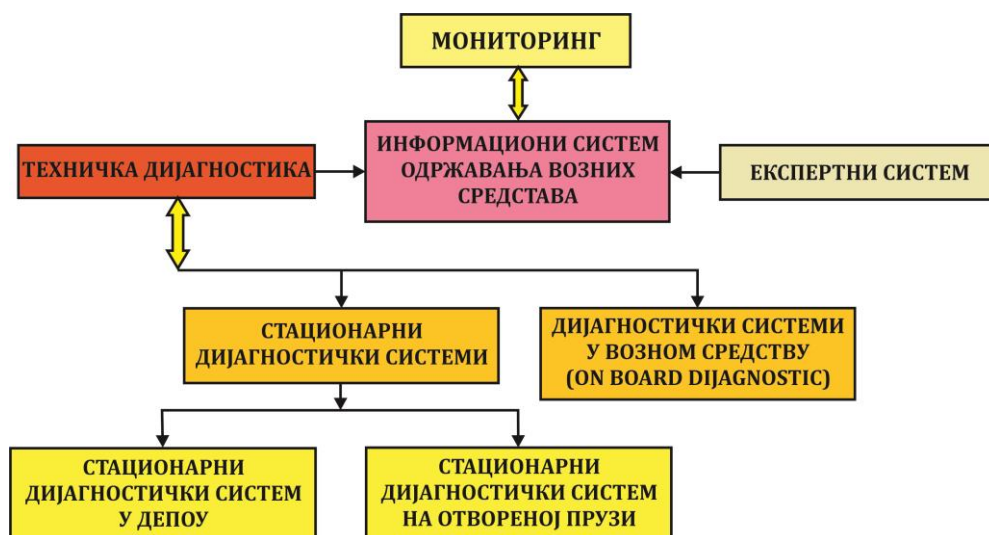 МОНИТОРИНГ
ТЕХНИЧКА ДИЈАГНОСТИКА
ИНФОРМАЦИОНИ СИСТЕМ
ОДРЖАВАЊА ВОЗНИХ
СРЕДСТАВА
ЕКСПЕРТНИ СИСТЕМ
СТАЦИОНАРНИ
ДИЈАГНОСТИЧКИ СИСТЕМИ
ДИЈАГНОСТИЧКИ СИСТЕМИ
У ВОЗНОМ СРЕДСТВУ
(ON BOARD DIJAGNOSTIC)
СТАЦИОНАРНИ
ДИЈАГНОСТИЧКИ СИСТЕМ
У ДЕПОУ
СТАЦИОНАРНИ
ДИЈАГНОСТИЧКИ СИСТЕМ
НА ОТВОРЕНОЈ ПРУЗИ